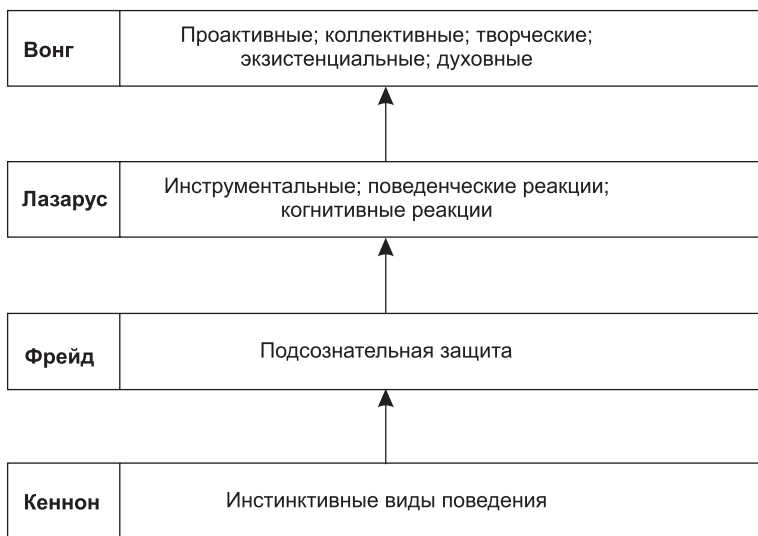 Вонг
Проактивные; коллективные; творческие;
экзистенциальные; духовные
Лазарус
Инструментальные; поведенческие реакции;
когнитивные реакции
Фрейд
Подсознательная защита
Кеннон
Инстинктивные виды поведения